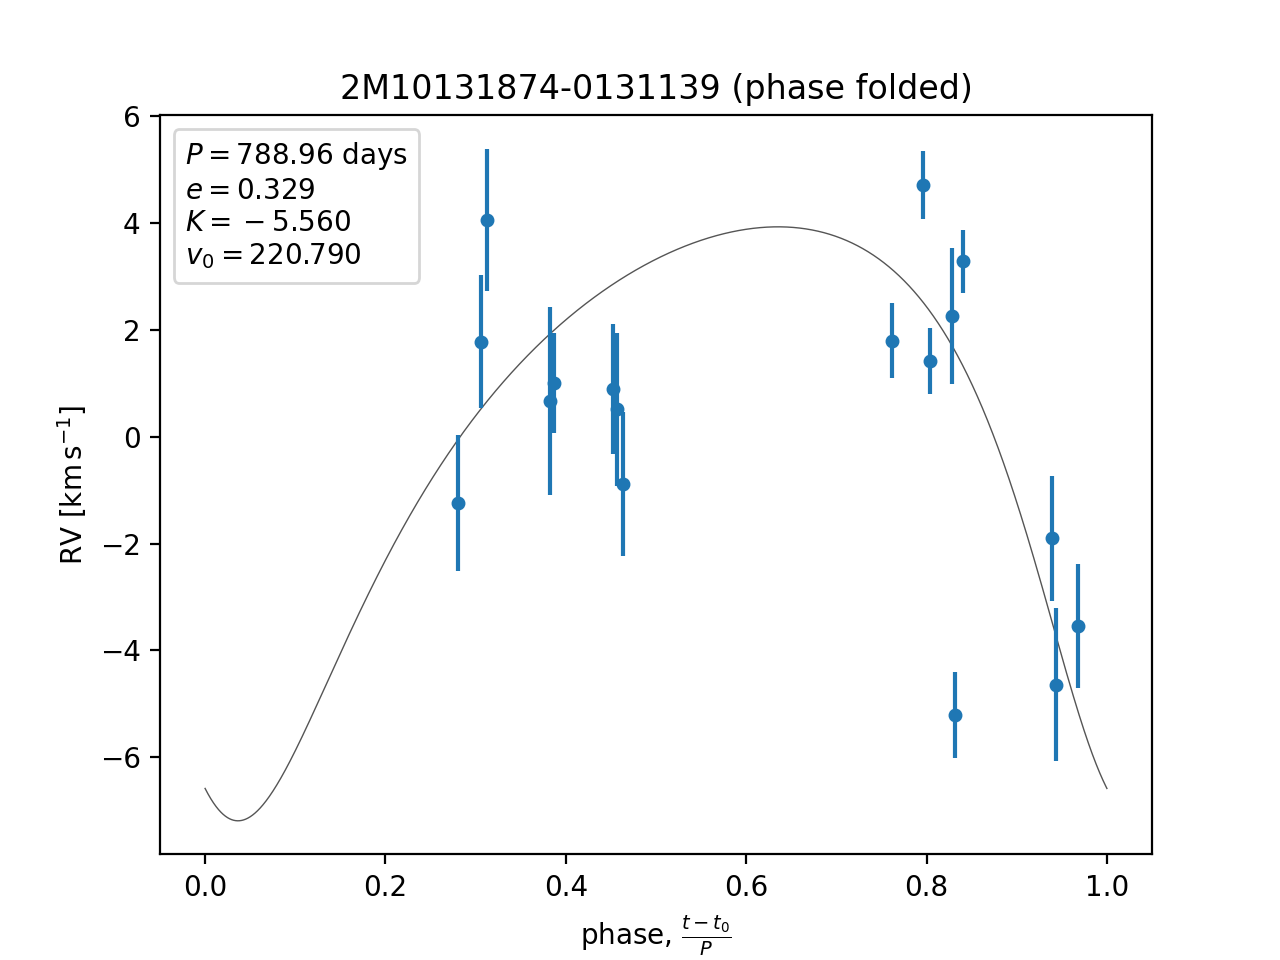 2M10131874-0131139 (phase folded)
P = 788.96 days
e = 0.329
K = −5.560
v₀ = 220.790
6
4
2
0
−2
−4
−6
RV [km s⁻¹]
0.0 0.2 0.4 0.6 0.8 1.0
phase, (t − t₀)/P